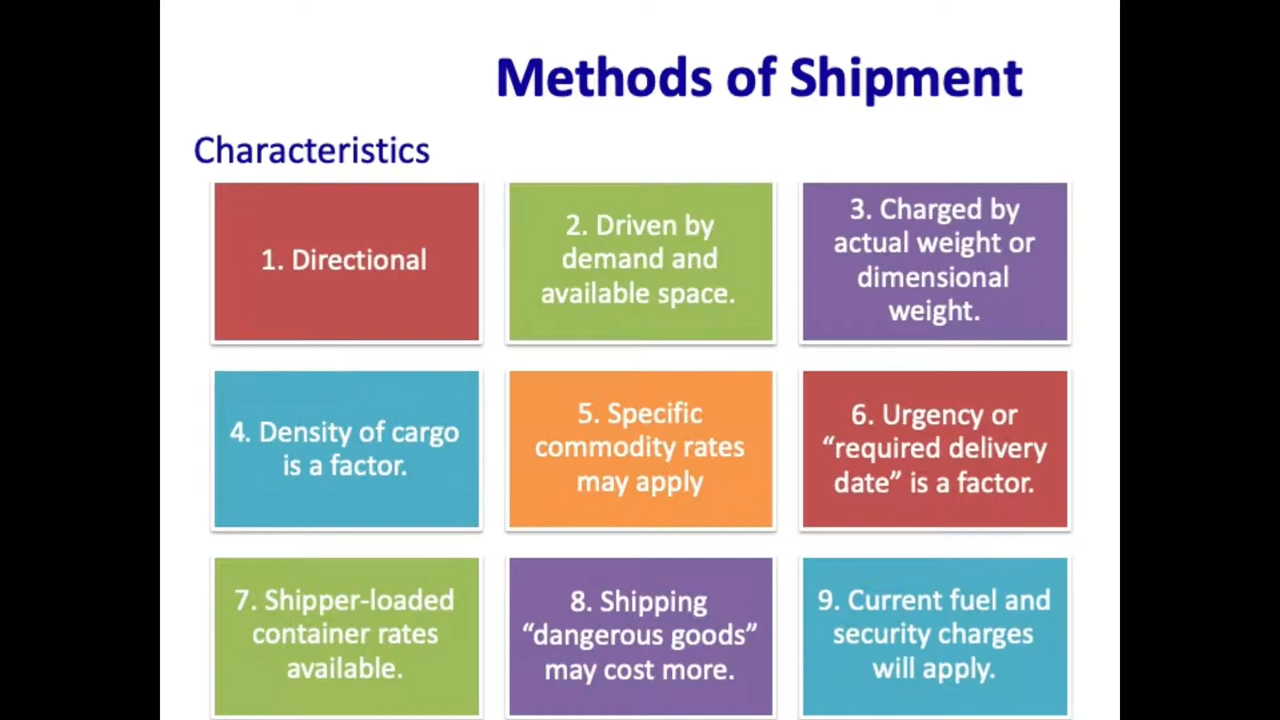 Methods of Shipment
Characteristics
1. Directional
2. Driven by
demand and
available space.
3. Charged by
actual weight or
dimensional
weight.
4. Density of cargo
is a factor.
5. Specific
commodity rates
may apply
6. Urgency or
“required delivery
date” is a factor.
7. Shipper-loaded
container rates
available.
8. Shipping
“dangerous goods”
may cost more.
9. Current fuel and
security charges
will apply.